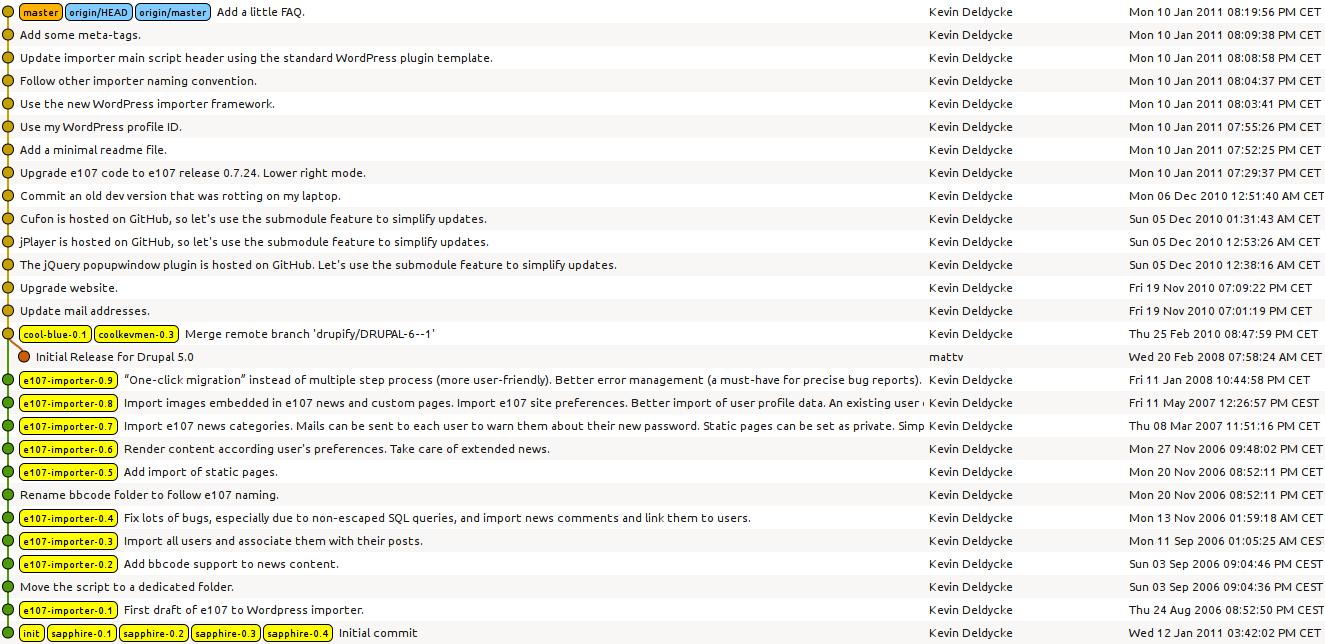 master origin/HEAD origin/master Add a little FAQ. Kevin Deldycke Mon 10 Jan 2011 08:19:56 PM CET
Add some meta-tags. Kevin Deldycke Mon 10 Jan 2011 08:09:38 PM CET
Update importer main script header using the standard WordPress plugin template. Kevin Deldycke Mon 10 Jan 2011 08:08:58 PM CET
Follow other importer naming convention. Kevin Deldycke Mon 10 Jan 2011 08:04:37 PM CET
Use the new WordPress importer framework. Kevin Deldycke Mon 10 Jan 2011 08:03:41 PM CET
Use my WordPress profile ID. Kevin Deldycke Mon 10 Jan 2011 07:55:26 PM CET
Add a minimal readme file. Kevin Deldycke Mon 10 Jan 2011 07:52:25 PM CET
Upgrade e107 code to e107 release 0.7.24. Lower right mode. Kevin Deldycke Mon 10 Jan 2011 07:29:37 PM CET
Commit an old dev version that was rotting on my laptop. Kevin Deldycke Mon 06 Dec 2010 12:51:40 AM CET
Cufon is hosted on GitHub, so let's use the submodule feature to simplify updates. Kevin Deldycke Sun 05 Dec 2010 01:31:43 AM CET
jPlayer is hosted on GitHub, so let's use the submodule feature to simplify updates. Kevin Deldycke Sun 05 Dec 2010 12:53:26 AM CET
The jQuery popupwindow plugin is hosted on GitHub. Let's use the submodule feature to simplify updates. Kevin Deldycke Sun 05 Dec 2010 12:38:16 AM CET
Upgrade website. Kevin Deldycke Fri 19 Nov 2010 07:09:22 PM CET
Update mail addresses. Kevin Deldycke Fri 19 Nov 2010 07:01:19 PM CET
cool-blue-0.1 coolkevmen-0.3 Merge remote branch 'drupify/DRUPAL-6--1' Kevin Deldycke Thu 25 Feb 2010 08:47:59 PM CET
Initial Release for Drupal 5.0 mattv Wed 20 Feb 2008 07:58:24 AM CET
e107-importer-0.9 “One-click migration” instead of multiple step process (more user-friendly). Better error management (a must-have for precise bug reports). Kevin Deldycke Fri 11 Jan 2008 10:44:58 PM CET
e107-importer-0.8 Import images embedded in e107 news and custom pages. Import e107 site preferences. Better import of user profile data. An existing user Kevin Deldycke Fri 11 May 2007 12:26:57 PM CEST
e107-importer-0.7 Import e107 news categories. Mails can be sent to each user to warn them about their new password. Static pages can be set as private. Simp Kevin Deldycke Thu 08 Mar 2007 11:51:16 PM CET
e107-importer-0.6 Render content according user's preferences. Take care of extended news. Kevin Deldycke Mon 27 Nov 2006 09:48:02 PM CET
e107-importer-0.5 Add import of static pages. Kevin Deldycke Mon 20 Nov 2006 08:52:11 PM CET
Rename bbcode folder to follow e107 naming. Kevin Deldycke Mon 20 Nov 2006 08:52:11 PM CET
e107-importer-0.4 Fix lots of bugs, especially due to non-escaped SQL queries, and import news comments and link them to users. Kevin Deldycke Mon 13 Nov 2006 01:59:18 AM CET
e107-importer-0.3 Import all users and associate them with their posts. Kevin Deldycke Mon 11 Sep 2006 01:05:25 AM CEST
e107-importer-0.2 Add bbcode support to news content. Kevin Deldycke Sun 03 Sep 2006 09:04:46 PM CEST
Move the script to a dedicated folder. Kevin Deldycke Sun 03 Sep 2006 09:04:36 PM CEST
e107-importer-0.1 First draft of e107 to Wordpress importer. Kevin Deldycke Thu 24 Aug 2006 08:52:50 PM CEST
init sapphire-0.1 sapphire-0.2 sapphire-0.3 sapphire-0.4 Initial commit Kevin Deldycke Wed 12 Jan 2011 03:42:02 PM CET